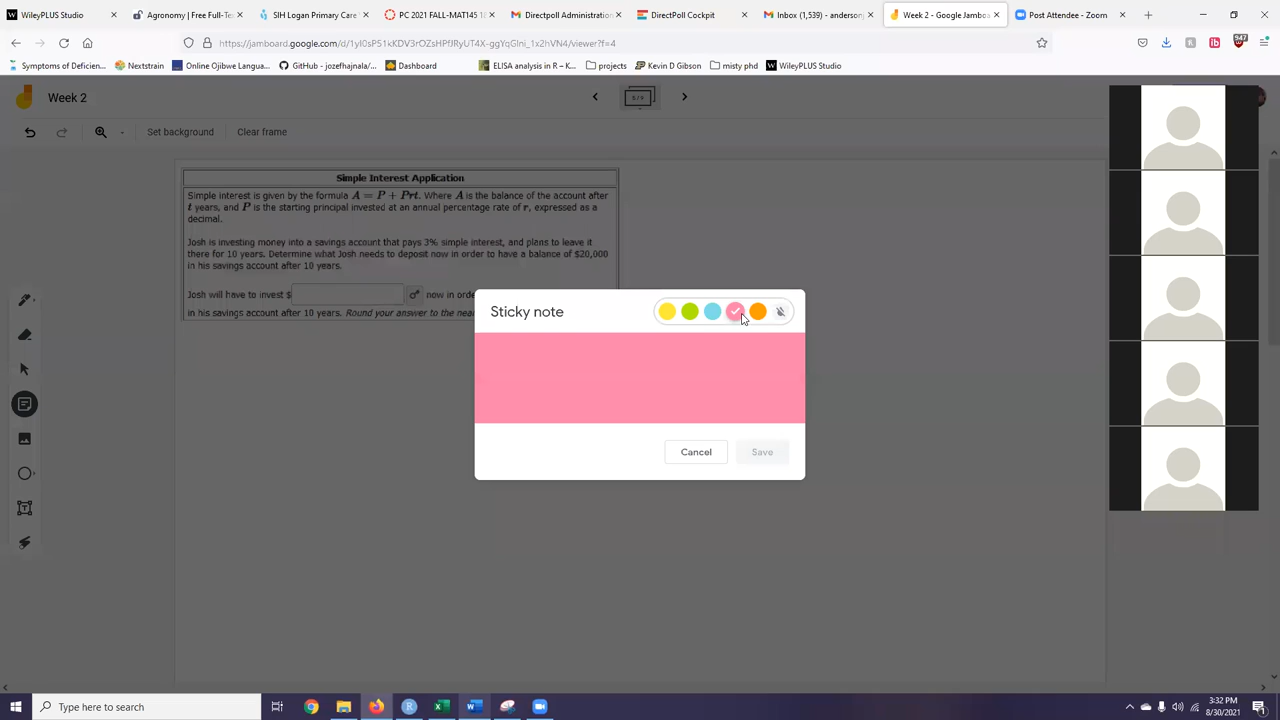 WileyPLUS Studio
Agronomy | Free Full-Te
SIH Logan Primary Care
PC 2021 FALL-MAT145 18
Directpoll Administration
DirectPoll Cockpit
Inbox (1,539) - andersonj
Week 2 - Google Jamboa
Post Attendee - Zoom
947
https://jamboard.google.com
Symptoms of Deficien...
Nextstrain
Online Ojibwe Langua...
GitHub - jozefhajnala/...
Dashboard
ELISA analysis in R – K...
projects
Kevin D Gibson
misty phd
WileyPLUS Studio
Week 2
5 / 6
Set background
Clear frame
Simple Interest Application
Simple interest is given by the formula A = P + Prt. Where A is the balance of the account after
t years, and P is the starting principal invested at an annual percentage rate of r, expressed as a
decimal.
Josh is investing money into a savings account that pays 3% simple interest, and plans to leave it
there for 10 years. Determine what Josh needs to deposit now in order to have a balance of $20,000
in his savings account after 10 years.
Josh will have to invest $ now in orde
in his savings account after 10 years. Round your answer to the near
Sticky note
Cancel
Save
Type here to search
3:32 PM
8/30/2021